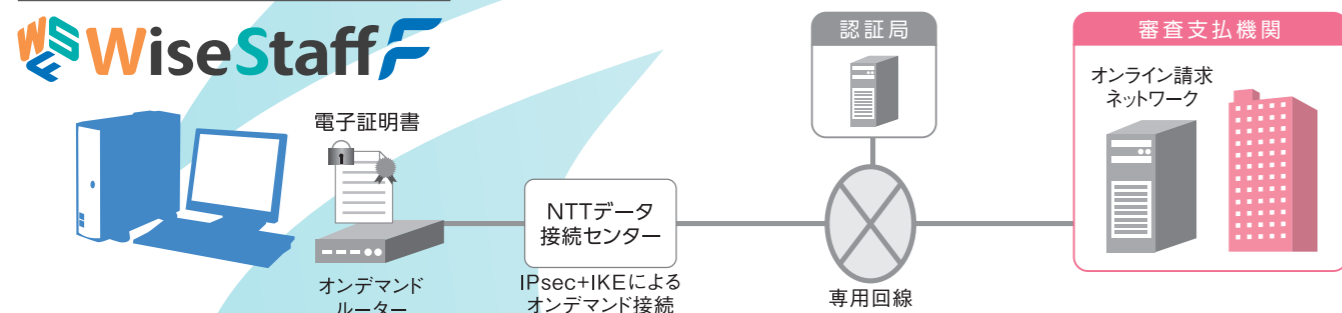 WiseStaff F
電子証明書
オンデマンド
ルーター
NTTデータ
接続センター
IPsec+IKEによる
オンデマンド接続
認証局
専用回線
審査支払機関
オンライン請求
ネットワーク